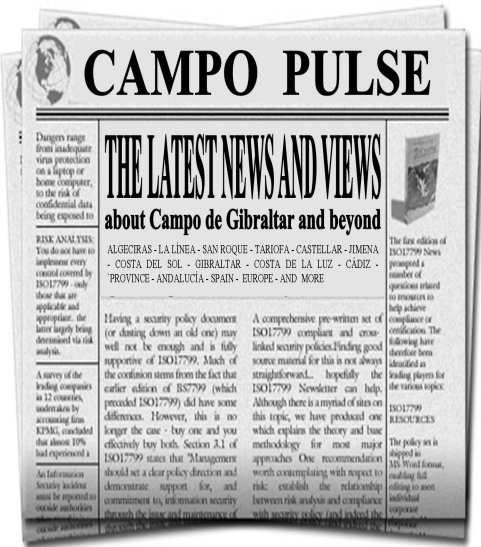 CAMPO PULSE
THE LATEST NEWS AND VIEWS
about Campo de Gibraltar and beyond
ALGECIRAS - LA LÍNEA - SAN ROQUE - TARIOFA - CASTELLAR - JIMENA
- COSTA DEL SOL - GIBRALTAR - COSTA DE LA LUZ - CÁDIZ -
`PROVINCE - ANDALUCÍA - SPAIN - EUROPE - AND MORE
Dangers range
from inadequate
virus protection
on a laptop or
home computer,
to the risk of
confidential data
being exposed to
RISK ANALYSIS:
You do not have to
implement every
control covered by
ISO17799 - only
those that are
applicable and
appropriate.. the
latter largely being
determined via risk
analysis.
A survey of the
leading companies
in 12 countries,
undertaken by
accounting firm
KPMG, concluded
that almost 10%
had experienced a
An Information
Security incident
must be reported to
outside authorities
Having a security policy document
(or dusting down an old one) may
well not be enough and is fully
supportive of ISO17799. Much of
the confusion stems from the fact that
earlier edition of BS7799 (which
preceded ISO17799) did have some
differences. However, this is no
longer the case - buy one and you
effectively buy both. Section 3.1 of
ISO17799 states that "Management
should set a clear policy direction and
demonstrate support for, and
commitment to, information security
through the issue and maintenance of
A comprehensive pre-written set of
ISO17799 compliant and cross-
linked security policies.Finding good
source material for this is not always
straightforward... hopefully the
ISO17799 Newsletter can help.
Although there is a myriad of sites on
this topic, we have produced one
which explains the theory and base
methodology for most major
approaches One recommendation
worth contemplating with respect to
risk: establish the relationship
between risk analysis and compliance
with security policy (and indeed the
The first edition of
ISO17799 News
prompted a
number of
questions related
to resources to
help achieve
compliance or
certification. The
following have
therefore been
identified as
leading players for
the various topics:
ISO17799
RESOURCES
The policy set is
shipped in
MS-Word format,
enabling full
editing to meet
individual
corporate